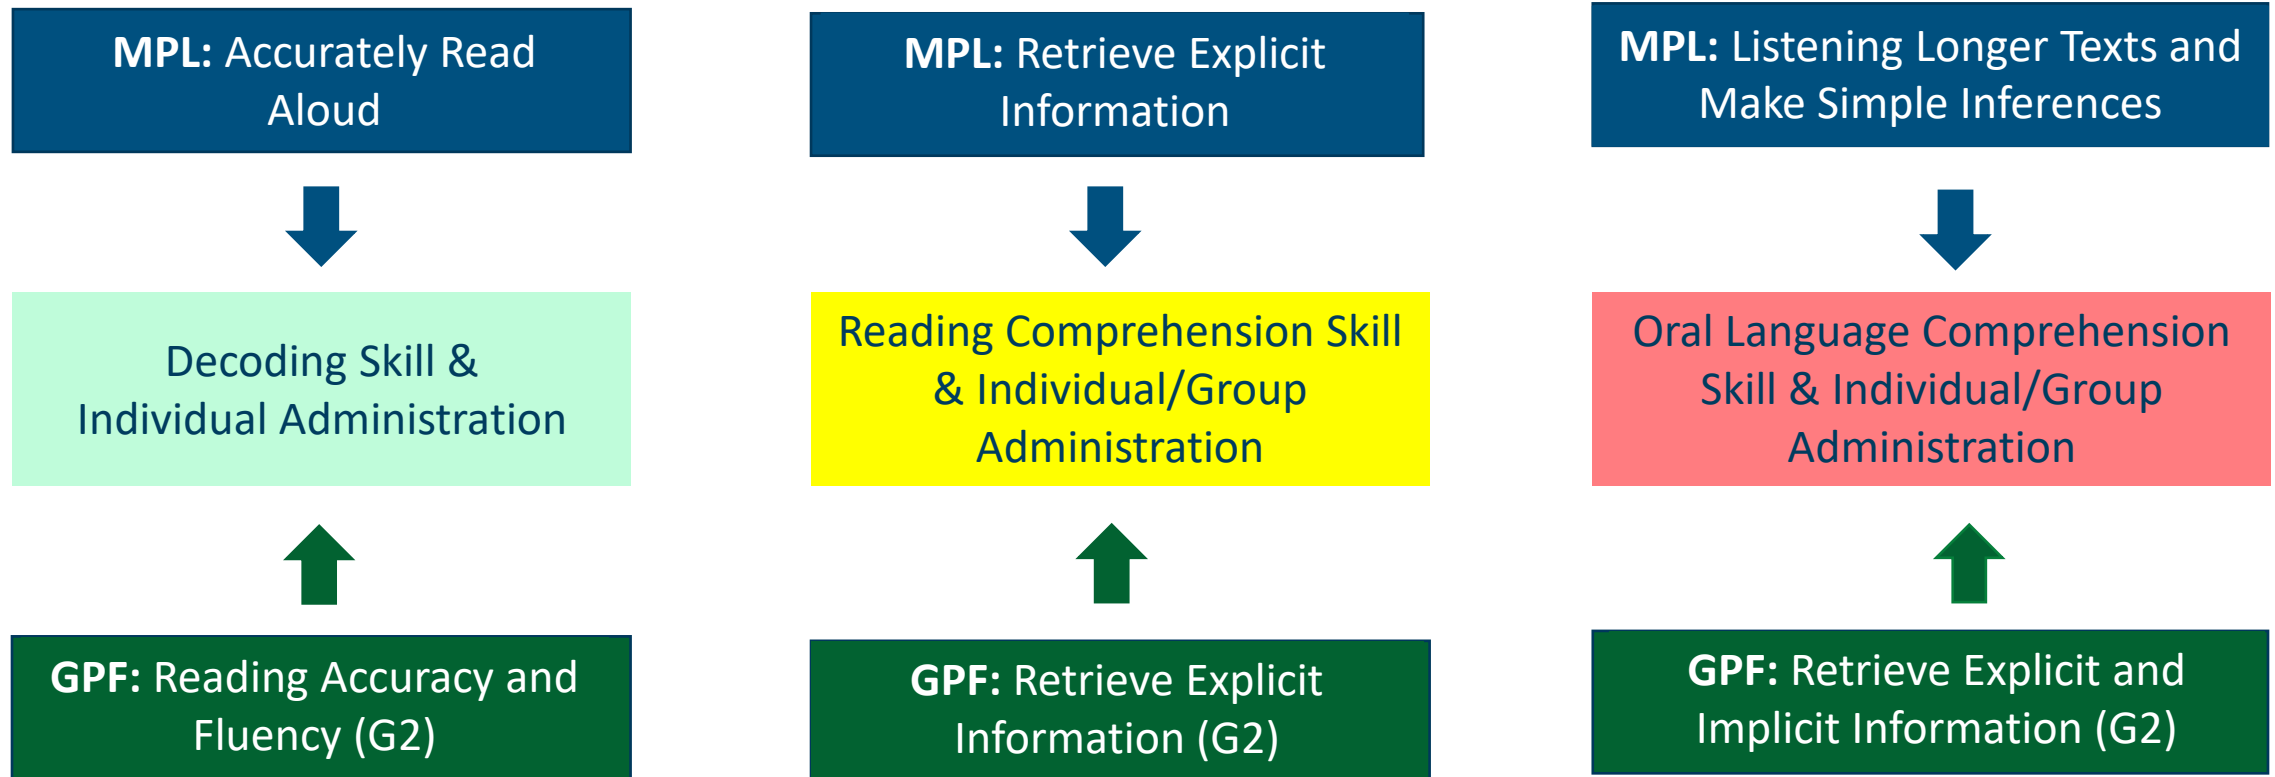 MPL: Accurately Read
Aloud
MPL: Retrieve Explicit
Information
MPL: Listening Longer Texts and
Make Simple Inferences
Decoding Skill &
Individual Administration
Reading Comprehension Skill
& Individual/Group
Administration
Oral Language Comprehension
Skill & Individual/Group
Administration
GPF: Reading Accuracy and
Fluency (G2)
GPF: Retrieve Explicit
Information (G2)
GPF: Retrieve Explicit and
Implicit Information (G2)